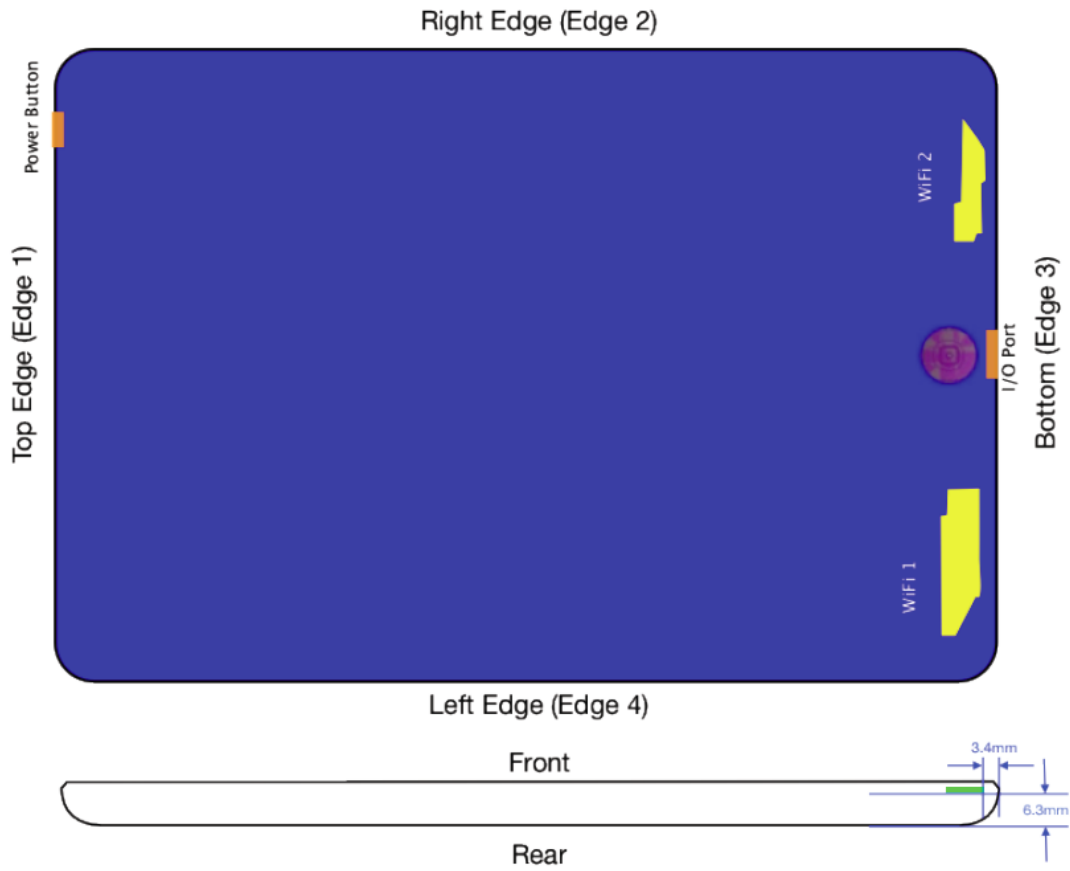 Right Edge (Edge 2)
Power Button
WiFi 2
Top Edge (Edge 1)
Bottom (Edge 3)
I/O Port
WiFi 1
Left Edge (Edge 4)
3.4mm
Front
6.3mm
Rear